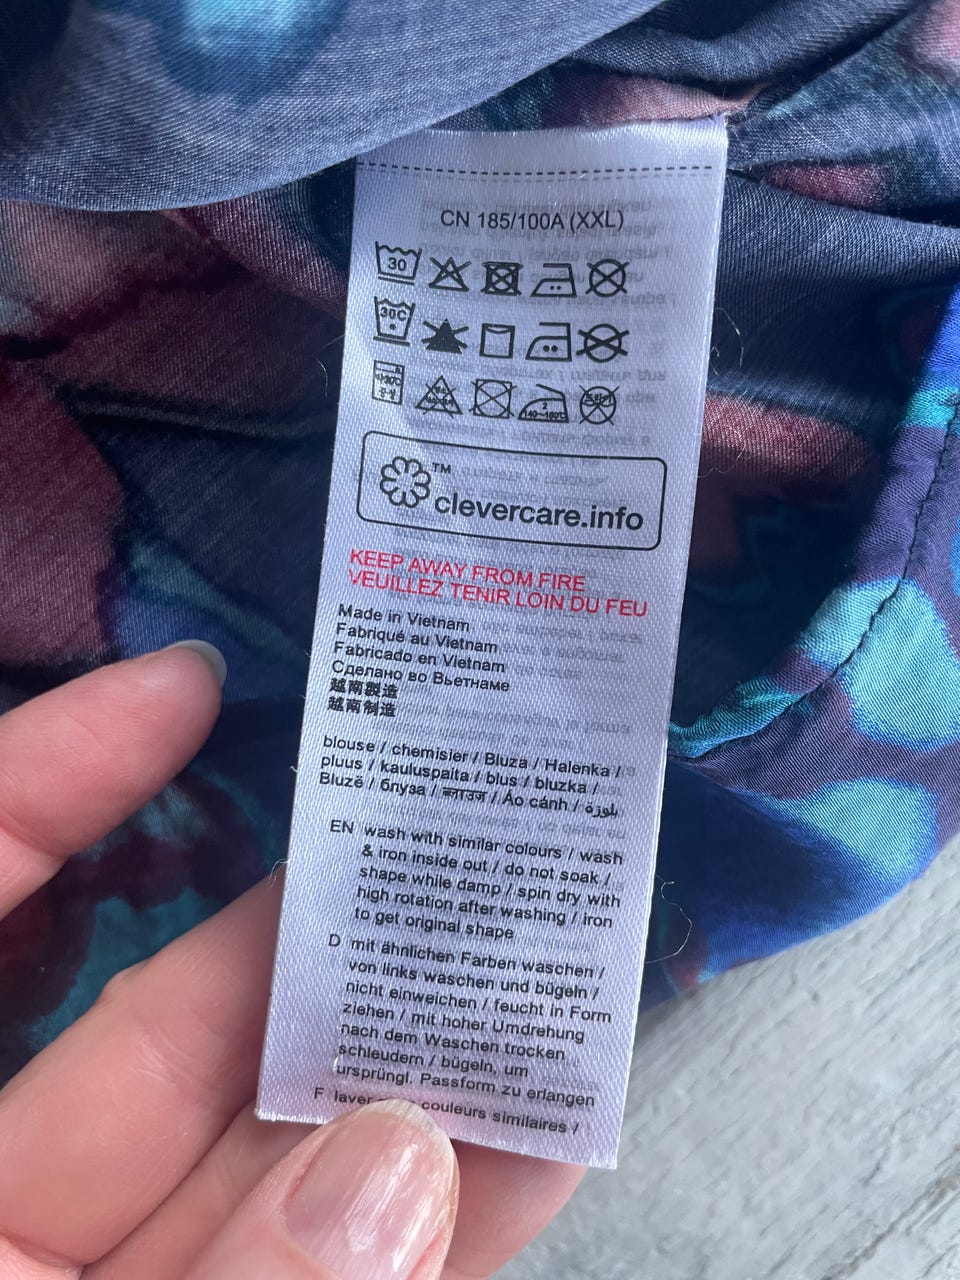 CN 185/100A (XXL)
30
30C
140-160℃
™
clevercare.info
KEEP AWAY FROM FIRE
VEUILLEZ TENIR LOIN DU FEU
Made in Vietnam
Fabriqué au Vietnam
Fabricado en Vietnam
Сделано во Вьетнаме
越南製造
越南制造
blouse / chemisier / Bluza / Halenka /
pluus / kauluspaita / blus / bluzka /
Bluzë / блуза / ब्लाउज / Áo cánh / بلوزة
EN wash with similar colours / wash
& iron inside out / do not soak /
shape while damp / spin dry with
high rotation after washing / iron
to get original shape
D mit ähnlichen Farben waschen /
von links waschen und bügeln /
nicht einweichen / feucht in Form
ziehen / mit hoher Umdrehung
nach dem Waschen trocken
schleudern / bügeln, um
ursprüngl. Passform zu erlangen
F couleurs similaires /